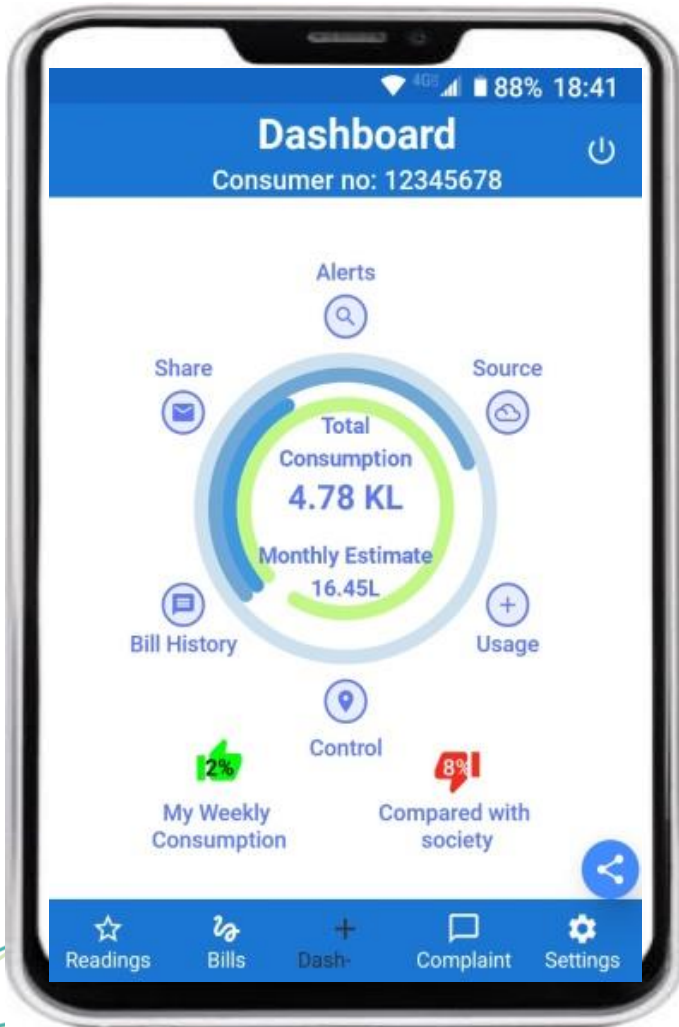 4GB 88% 18:41
Dashboard
Consumer no: 12345678
Alerts
Share
Source
Total
Consumption
4.78 KL
Monthly Estimate
16.45L
Bill History
Usage
Control
2%
8%
My Weekly
Consumption
Compared with
society
Readings
Bills
Dash-
Complaint
Settings